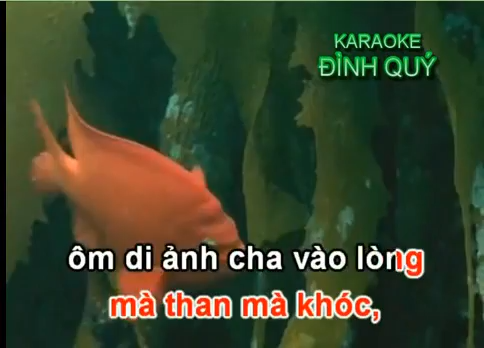 KARAOKE
ĐÌNH QUÝ
ôm di ảnh cha vào lòng
mà than mà khóc,